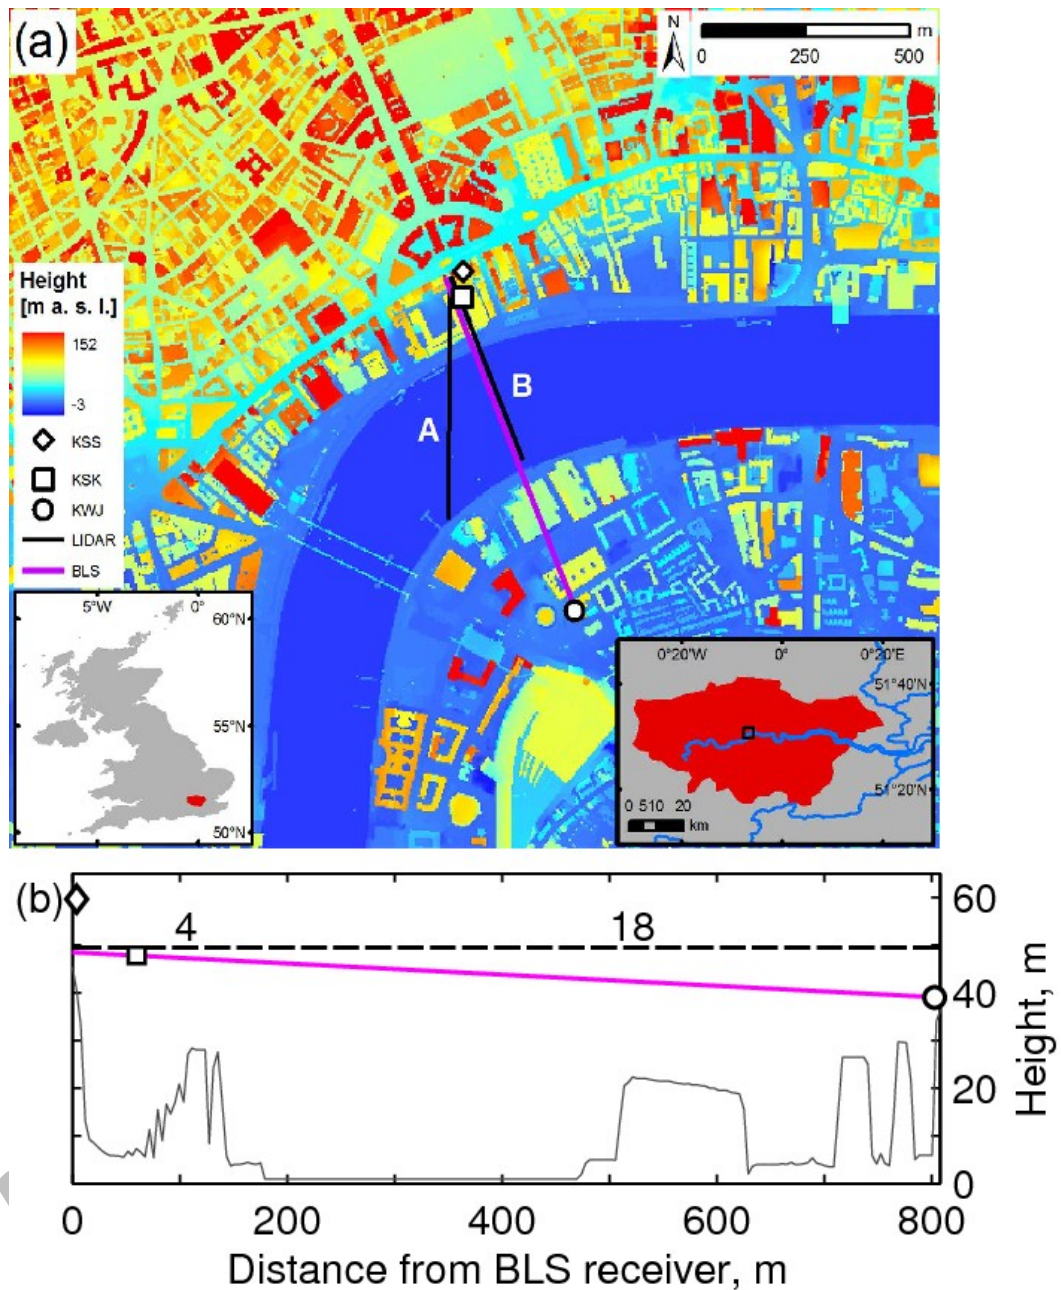 (a)
N
m
0 250 500
Height
[m a. s. l.]
152
-3
KSS
KSK
KWJ
LIDAR
BLS
A
B
5°W 0°
60°N
55°N
50°N
0°20'W 0° 0°20'E
51°40'N
51°20'N
0 510 20
km
(b)
4 18
60
40
20
0
Height, m
0 200 400 600 800
Distance from BLS receiver, m